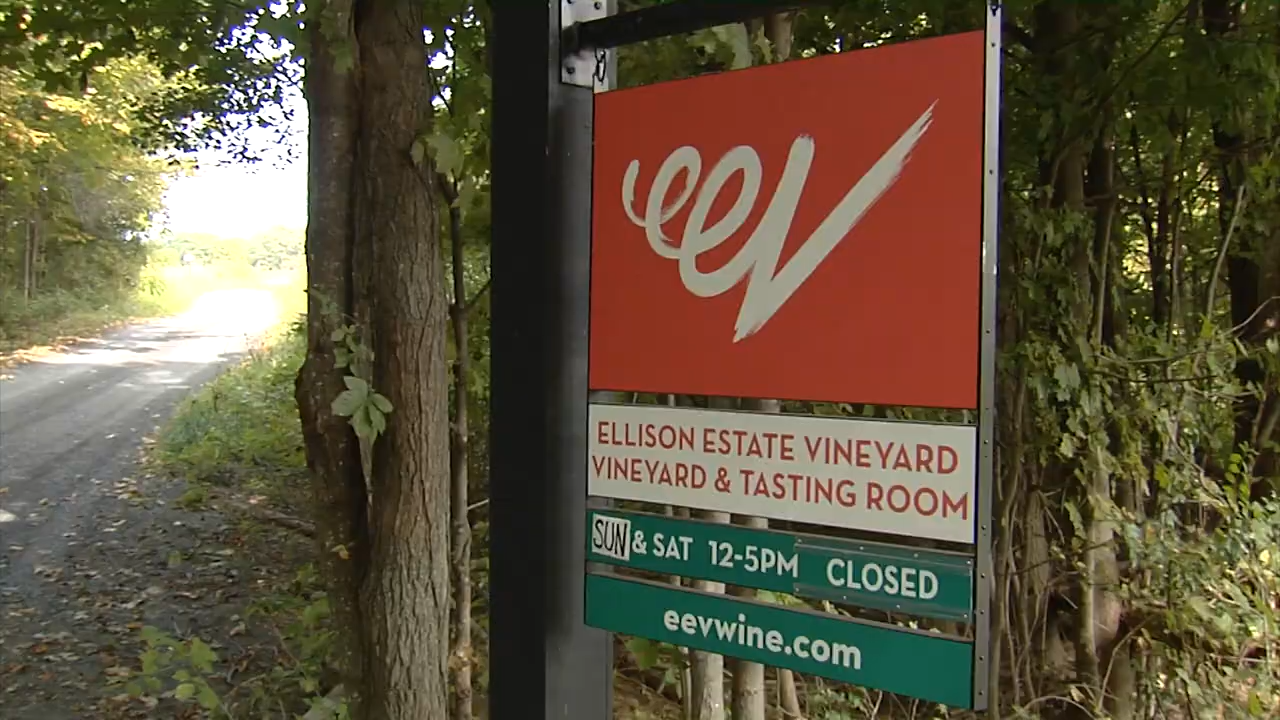 eev
ELLISON ESTATE VINEYARD
VINEYARD & TASTING ROOM
SUN & SAT 12-5PM CLOSED
eevwine.com